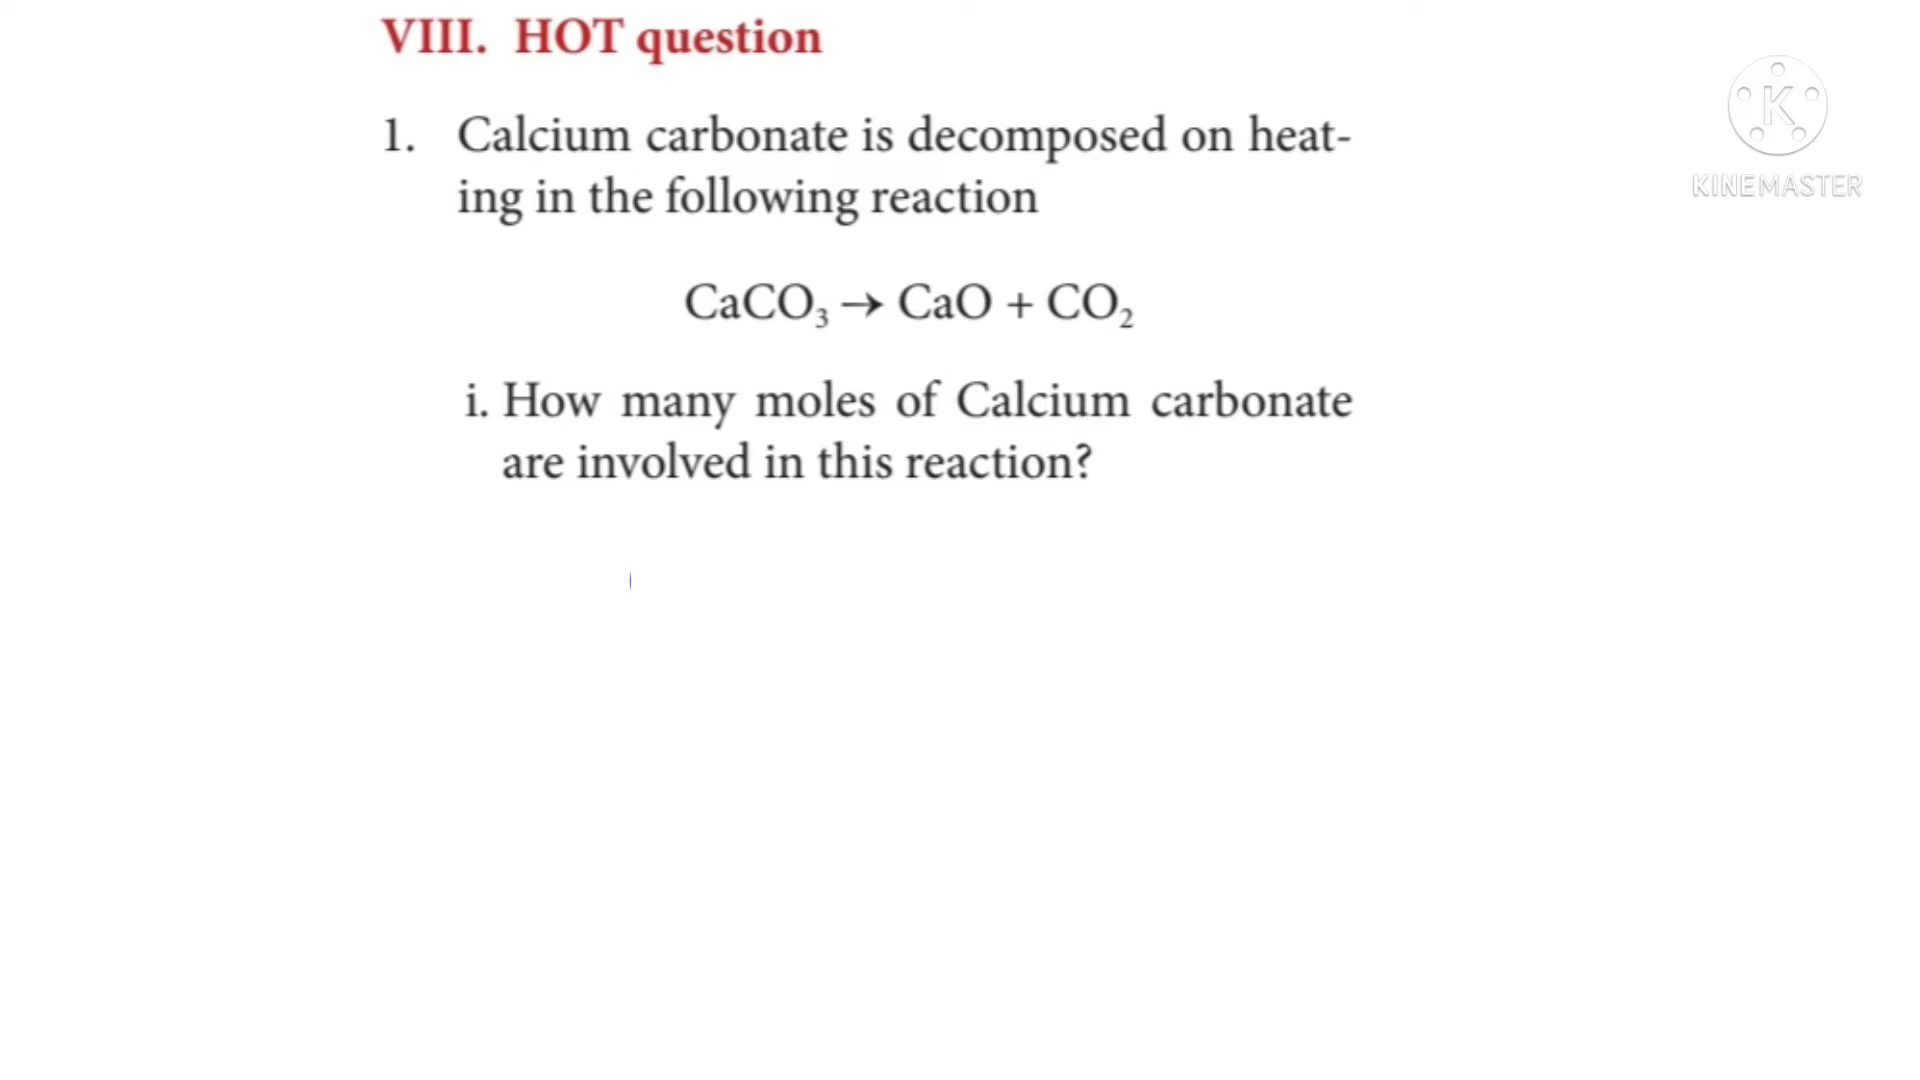 VIII. HOT question
1. Calcium carbonate is decomposed on heat-
ing in the following reaction
CaCO₃ → CaO + CO₂
i. How many moles of Calcium carbonate
are involved in this reaction?
K
KINEMASTER